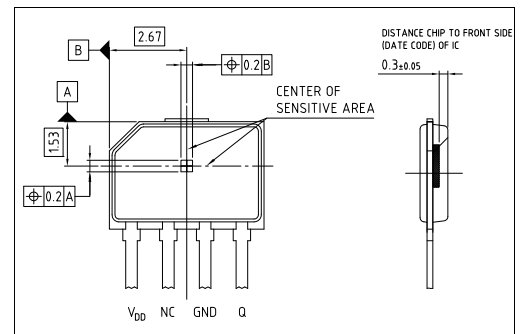 2.67
B
⌖ 0.2 B
DISTANCE CHIP TO FRONT SIDE
(DATE CODE) OF IC
0.3±0.05
A
CENTER OF
SENSITIVE AREA
1.53
⌖ 0.2 A
VDD NC GND Q